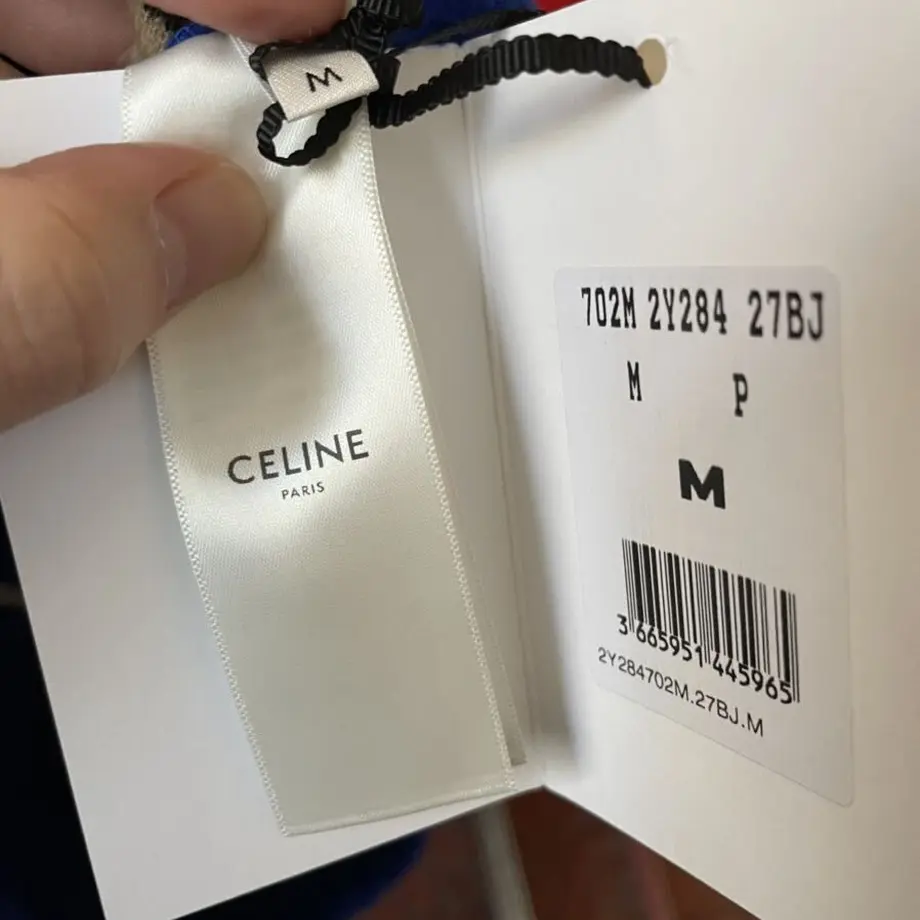 M
CELINE
PARIS
702M 2Y284 27BJ
M P
M
3 665951 445965
2Y284702M.27BJ.M